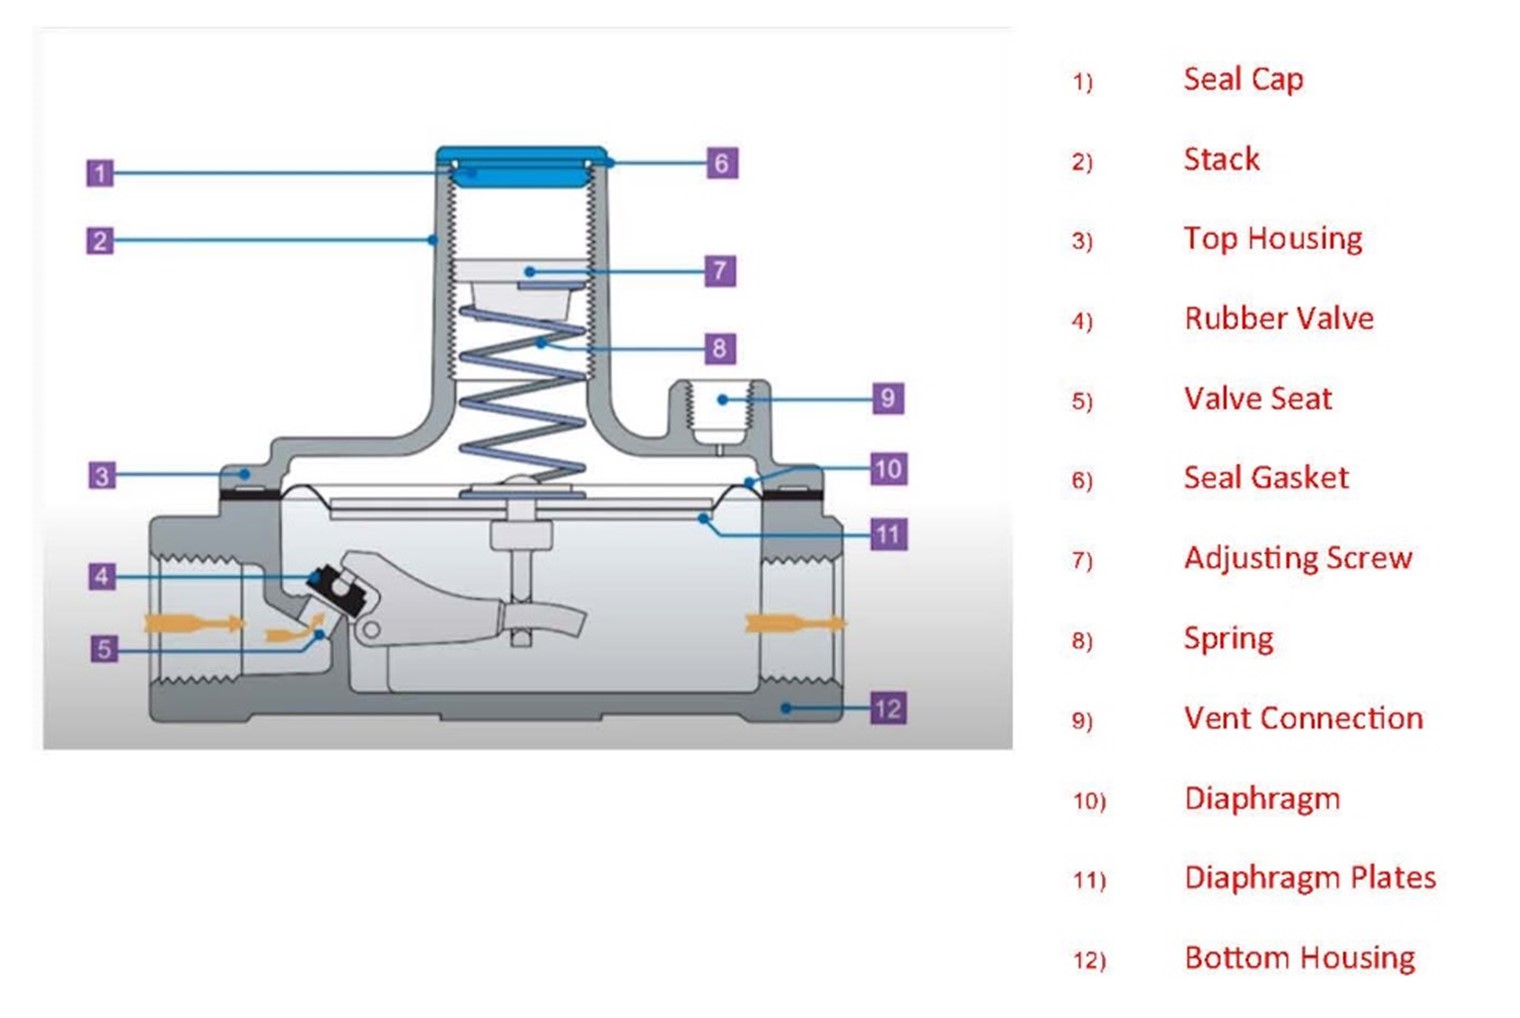 1
2
3
4
5
6
7
8
9
10
11
12
1) Seal Cap
2) Stack
3) Top Housing
4) Rubber Valve
5) Valve Seat
6) Seal Gasket
7) Adjusting Screw
8) Spring
9) Vent Connection
10) Diaphragm
11) Diaphragm Plates
12) Bottom Housing